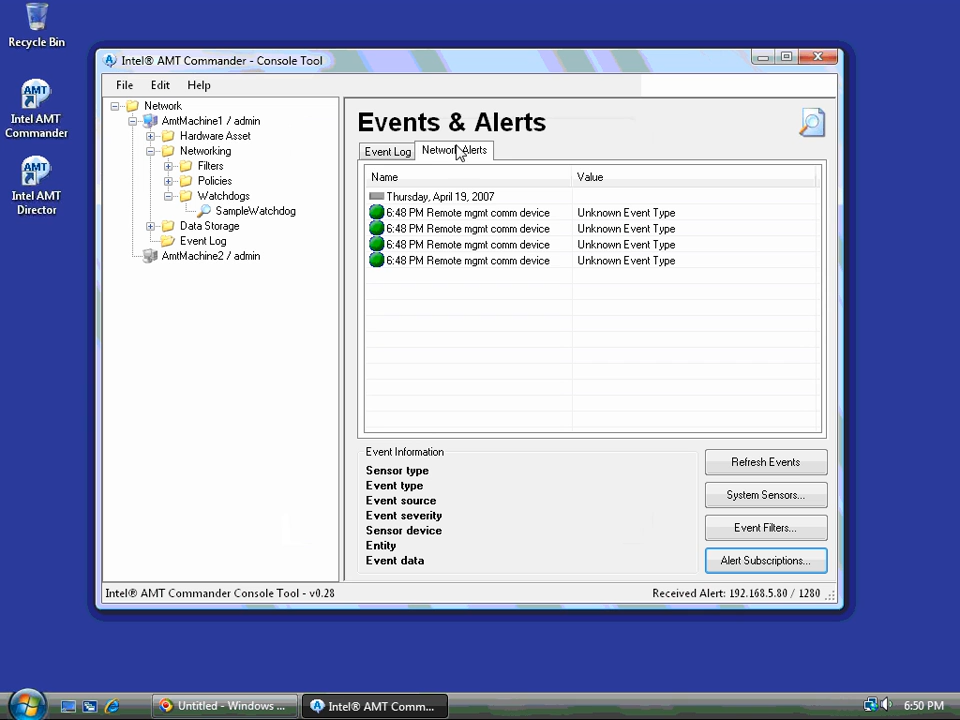 Recycle Bin
Intel AMT
Commander
Intel AMT
Director
Intel® AMT Commander - Console Tool
File Edit Help
Network
AmtMachine1 / admin
Hardware Asset
Networking
Filters
Policies
Watchdogs
SampleWatchdog
Data Storage
Event Log
AmtMachine2 / admin
Events & Alerts
Event Log Network Alerts
Name Value
Thursday, April 19, 2007
6:48 PM Remote mgmt comm device Unknown Event Type
6:48 PM Remote mgmt comm device Unknown Event Type
6:48 PM Remote mgmt comm device Unknown Event Type
6:48 PM Remote mgmt comm device Unknown Event Type
Event Information
Sensor type
Event type
Event source
Event severity
Sensor device
Entity
Event data
Refresh Events
System Sensors...
Event Filters...
Alert Subscriptions...
Intel® AMT Commander Console Tool - v0.28
Received Alert: 192.168.5.80 / 1280
Untitled - Windows ...
Intel® AMT Comm...
6:50 PM